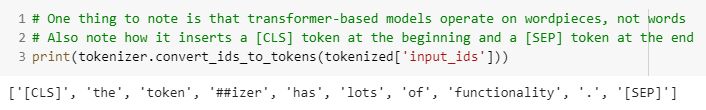 1 # One thing to note is that transformer-based models operate on wordpieces, not words
2 # Also note how it inserts a [CLS] token at the beginning and a [SEP] token at the end
3 print(tokenizer.convert_ids_to_tokens(tokenized['input_ids']))
['[CLS]', 'the', 'token', '##izer', 'has', 'lots', 'of', 'functionality', '.', '[SEP]']